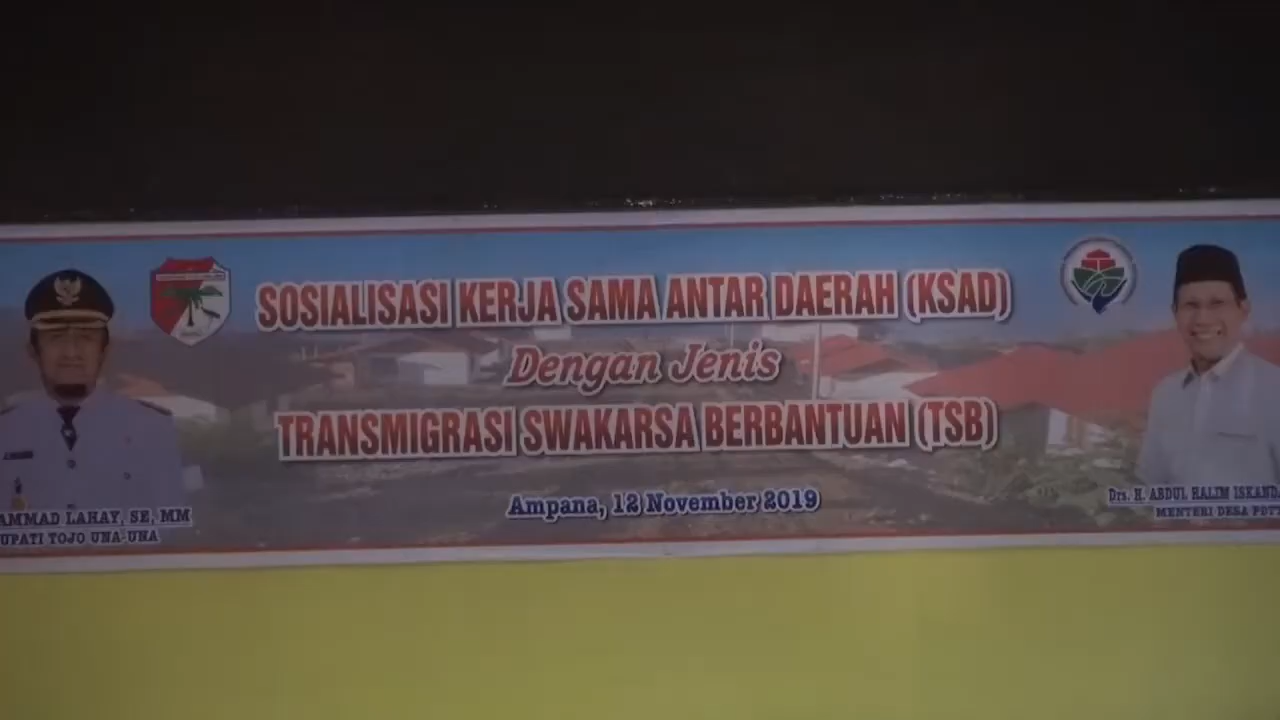 SOSIALISASI KERJA SAMA ANTAR DAERAH (KSAD)
Dengan Jenis
TRANSMIGRASI SWAKARSA BERBANTUAN (TSB)
Ampana, 12 November 2019
AMMAD LAHAY, SE, MM
UPATI TOJO UNA-UNA
Drs. H. ABDUL HALIM ISKAND
MENTERI DESA PDTT